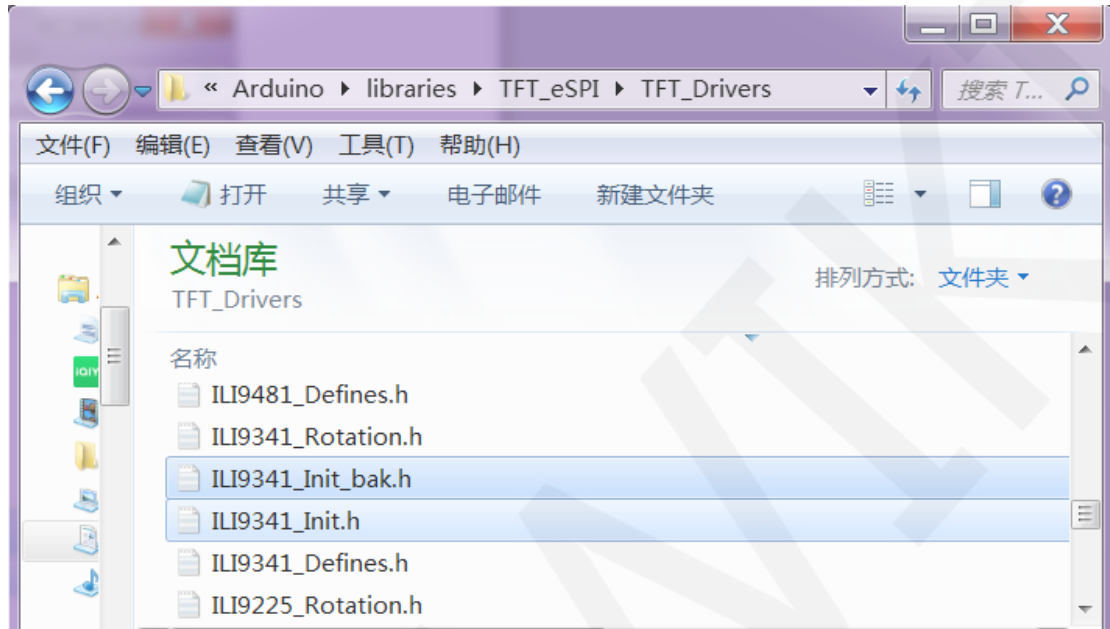 « Arduino ▸ libraries ▸ TFT_eSPI ▸ TFT_Drivers 搜索 T...
文件(F) 编辑(E) 查看(V) 工具(T) 帮助(H)
组织 打开 共享 电子邮件 新建文件夹
文档库
TFT_Drivers
排列方式: 文件夹
名称
ILI9481_Defines.h
ILI9341_Rotation.h
ILI9341_Init_bak.h
ILI9341_Init.h
ILI9341_Defines.h
ILI9225_Rotation.h